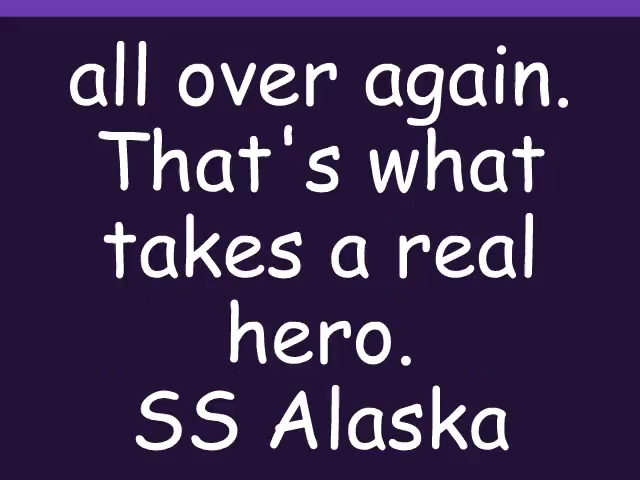 all over again.
That's what
takes a real
hero.
SS Alaska